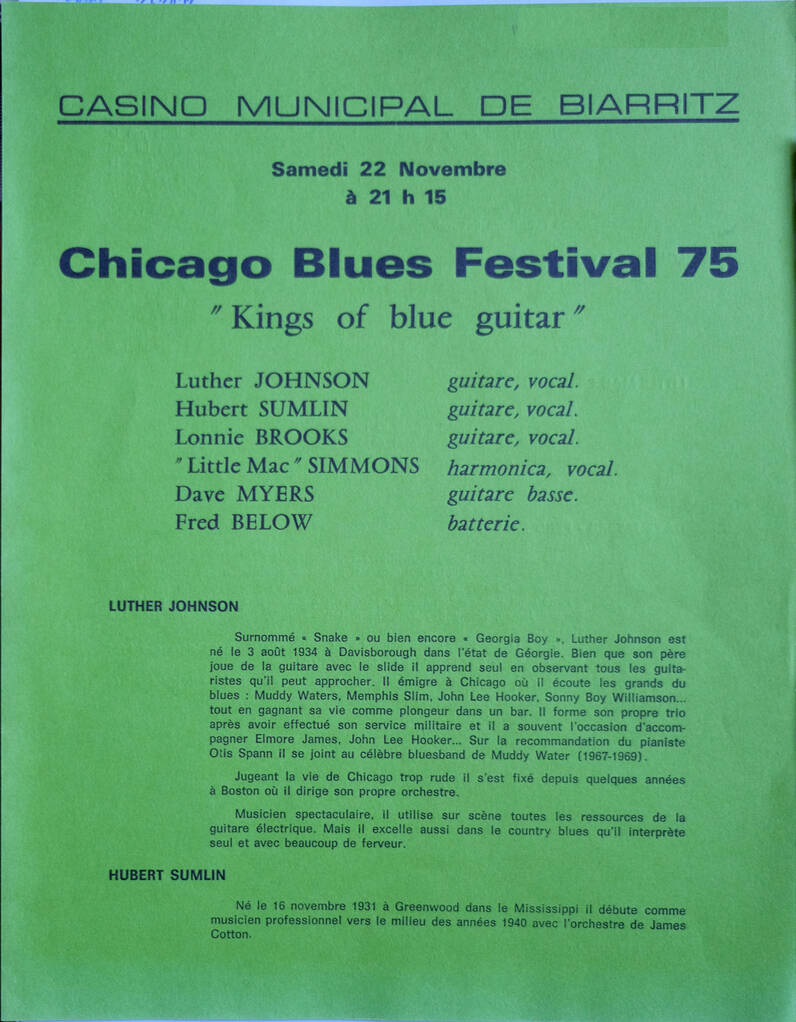 CASINO MUNICIPAL DE BIARRITZ
Samedi 22 Novembre
à 21 h 15
Chicago Blues Festival 75
" Kings of blue guitar "
Luther JOHNSON guitare, vocal.
Hubert SUMLIN guitare, vocal.
Lonnie BROOKS guitare, vocal.
" Little Mac " SIMMONS harmonica, vocal.
Dave MYERS guitare basse.
Fred BELOW batterie.
LUTHER JOHNSON
Surnommé « Snake » ou bien encore « Georgia Boy », Luther Johnson est
né le 3 août 1934 à Davisborough dans l'état de Géorgie. Bien que son père
joue de la guitare avec le slide il apprend seul en observant tous les guita-
ristes qu'il peut approcher. Il émigre à Chicago où il écoute les grands du
blues : Muddy Waters, Memphis Slim, John Lee Hooker, Sonny Boy Williamson...
tout en gagnant sa vie comme plongeur dans un bar. Il forme son propre trio
après avoir effectué son service militaire et il a souvent l'occasion d'accom-
pagner Elmore James, John Lee Hooker... Sur la recommandation du pianiste
Otis Spann il se joint au célèbre bluesband de Muddy Water (1967-1969).
Jugeant la vie de Chicago trop rude il s'est fixé depuis quelques années
à Boston où il dirige son propre orchestre.
Musicien spectaculaire, il utilise sur scène toutes les ressources de la
guitare électrique. Mais il excelle aussi dans le country blues qu'il interprète
seul et avec beaucoup de ferveur.
HUBERT SUMLIN
Né le 16 novembre 1931 à Greenwood dans le Mississippi il débute comme
musicien professionnel vers le milieu des années 1940 avec l'orchestre de James
Cotton.